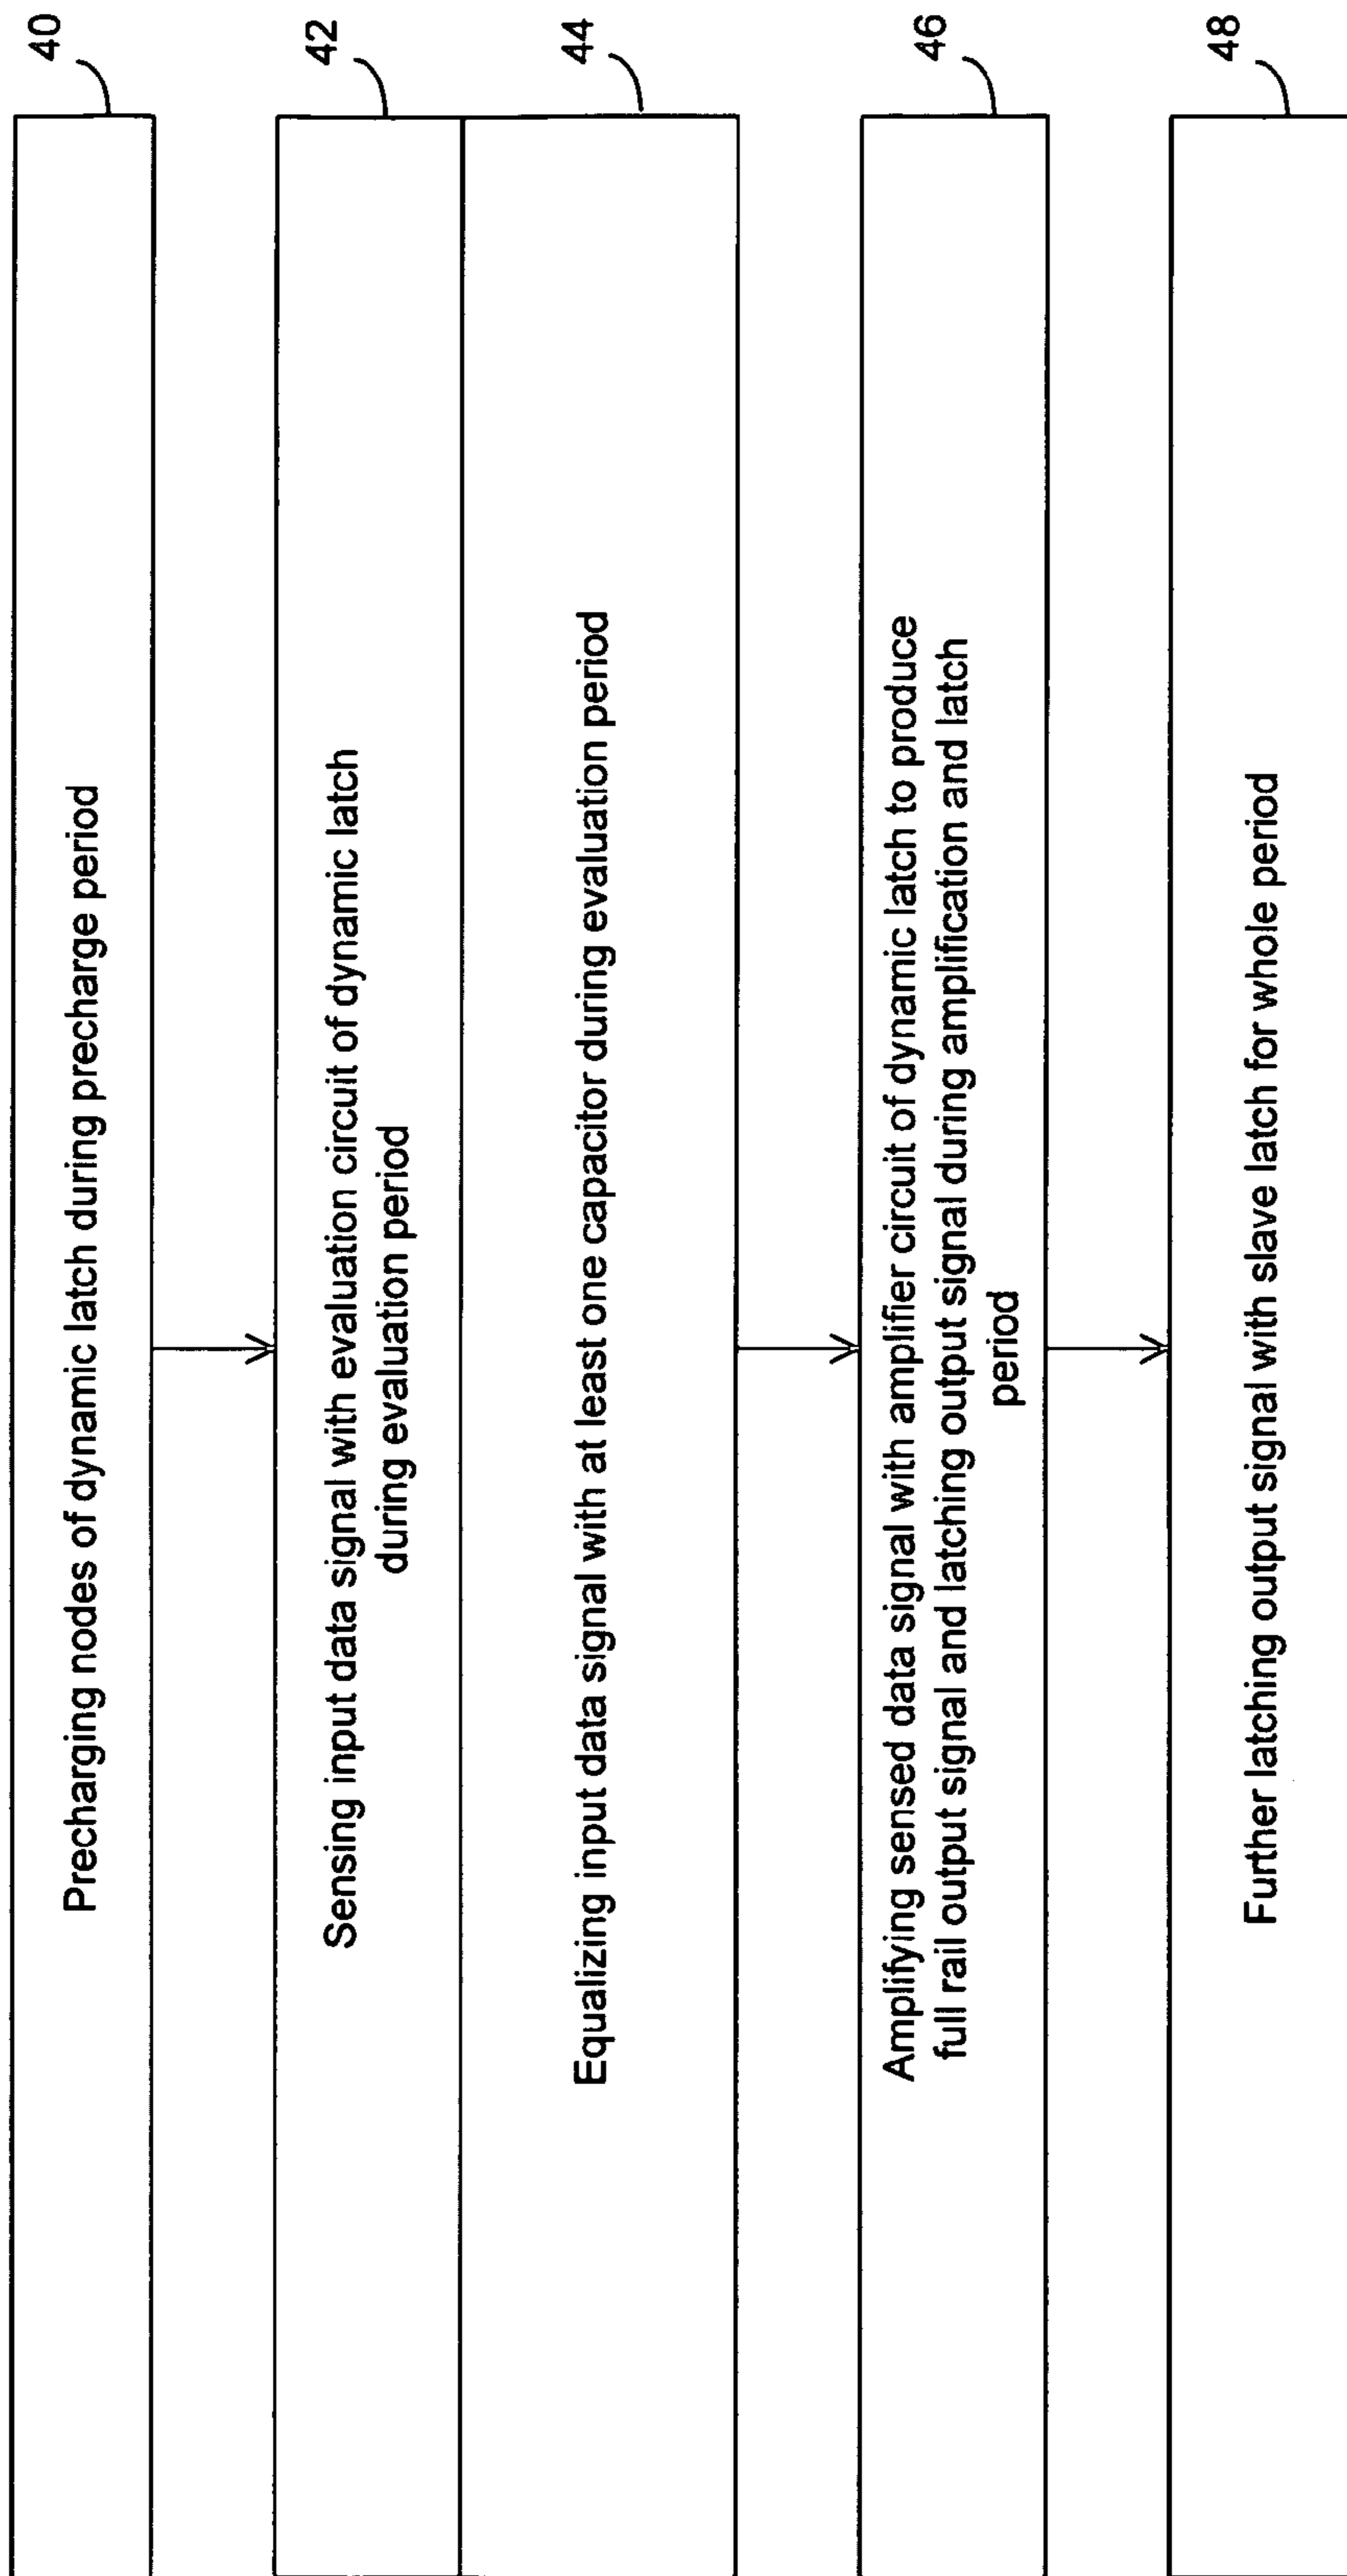 40
Precharging nodes of dynamic latch during precharge period
42
Sensing input data signal with evaluation circuit of dynamic latch
during evaluation period
44
Equalizing input data signal with at least one capacitor during evaluation period
46
Amplifying sensed data signal with amplifier circuit of dynamic latch to produce
full rail output signal and latching output signal during amplification and latch
period
48
Further latching output signal with slave latch for whole period